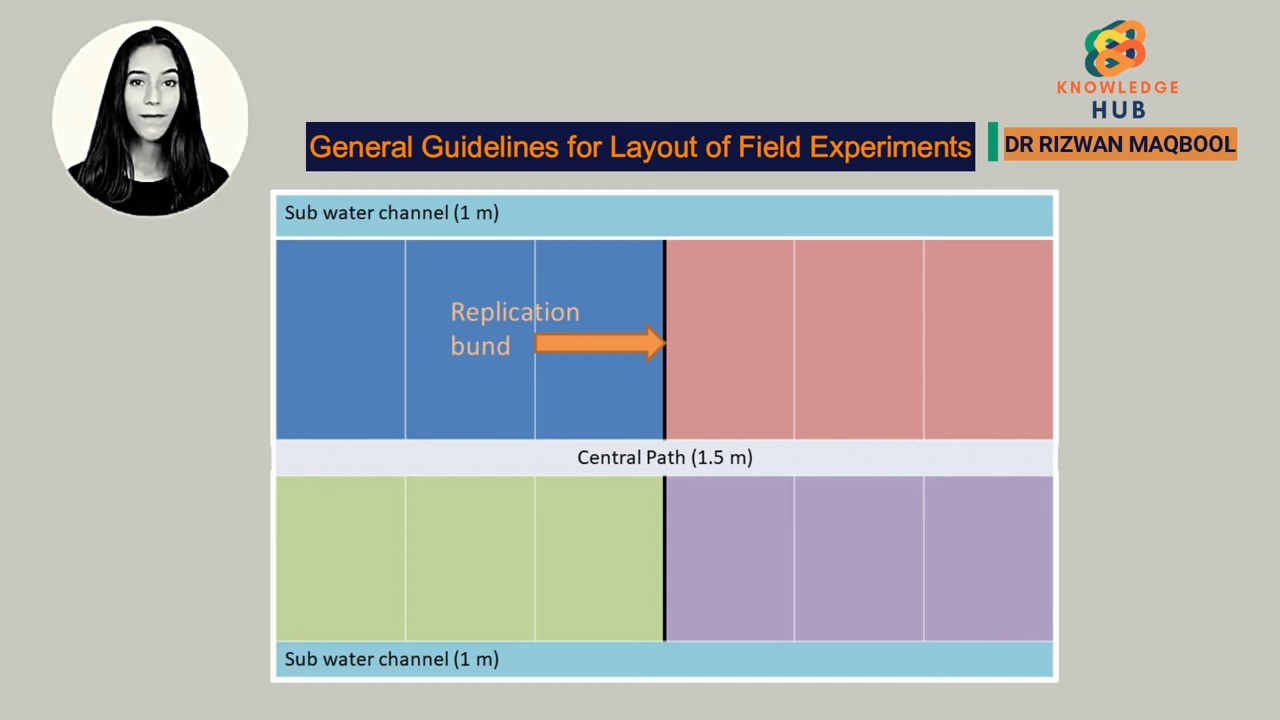 KNOWLEDGE
HUB
General Guidelines for Layout of Field Experiments
DR RIZWAN MAQBOOL
Sub water channel (1 m)
Replication
bund
Central Path (1.5 m)
Sub water channel (1 m)